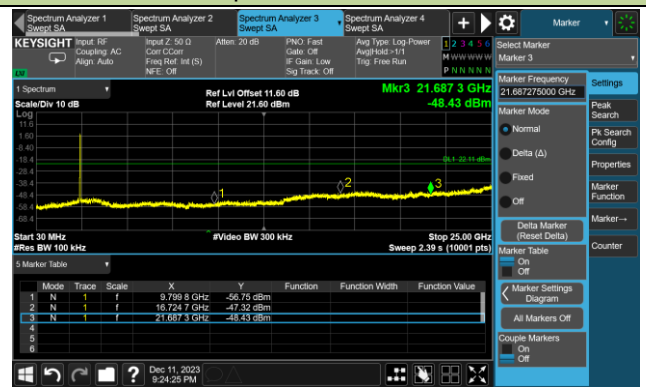 Spectrum Analyzer 1 Swept SA
Spectrum Analyzer 2 Swept SA
Spectrum Analyzer 3 Swept SA
Spectrum Analyzer 4 Swept SA
Marker
KEYSIGHT
Input: RF
Coupling: AC
Align: Auto
Input Z: 50 Ω
Corr CCorr
Freq Ref: Int (S)
NFE: Off
Atten: 20 dB
PNO: Fast
Gate: Off
IF Gain: Low
Sig Track: Off
Avg Type: Log-Power
Avg|Hold:>1/1
Trig: Free Run
1 2 3 4 5 6
M W W W W W
P N N N N N
Select Marker
Marker 3
1 Spectrum
Scale/Div 10 dB
Ref Lvl Offset 11.60 dB
Ref Level 21.60 dBm
Mkr3 21.687 3 GHz
-48.43 dBm
Log
11.6
1.60
-8.40
-18.4
-28.4
-38.4
-48.4
-58.4
-68.4
DL1 -22.11 dBm
1
2
3
Start 30 MHz
#Res BW 100 kHz
#Video BW 300 kHz
Stop 25.00 GHz
Sweep 2.39 s (10001 pts)
5 Marker Table
Mode Trace Scale X Y Function Function Width Function Value
1 N 1 f 9.799 8 GHz -56.75 dBm
2 N 1 f 16.724 7 GHz -47.32 dBm
3 N 1 f 21.687 3 GHz -48.43 dBm
4
5
6
Marker Frequency
21.687275000 GHz
Marker Mode
Normal
Delta (Δ)
Fixed
Off
Delta Marker
(Reset Delta)
Marker Table
On
Off
Marker Settings
Diagram
All Markers Off
Couple Markers
On
Off
Settings
Peak
Search
Pk Search
Config
Properties
Marker
Function
Marker→
Counter
Dec 11, 2023
9:24:25 PM